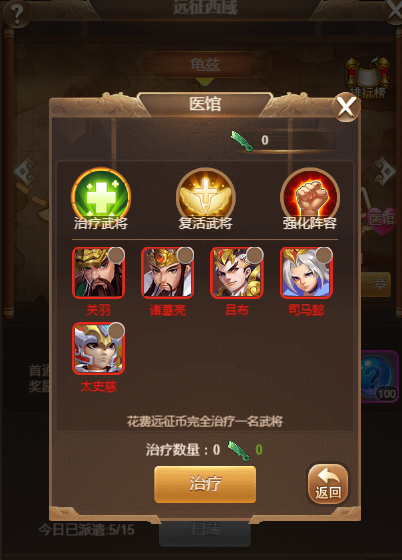 远征西域
?
龟兹
排行榜
医馆
0
治疗武将
复活武将
强化阵容
医馆
关羽
诸葛亮
吕布
司马懿
章
太史慈
首
奖励
100
花费远征币完全治疗一名武将
治疗数量：0 0
治疗
返回
今日已派遣:5/15
扫荡